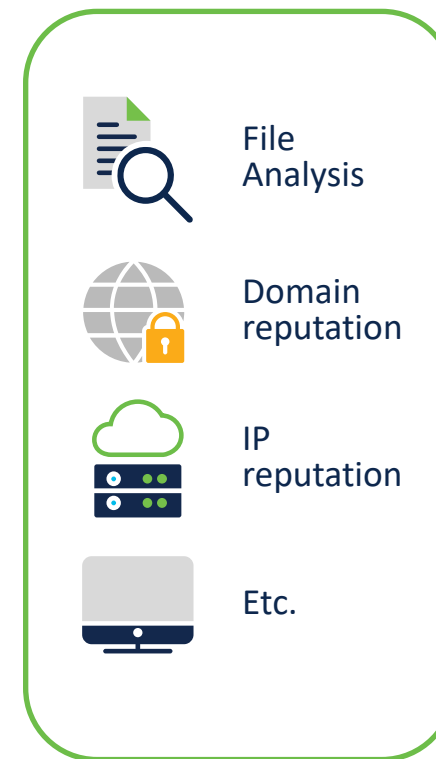 File
Analysis
Domain
reputation
IP
reputation
Etc.